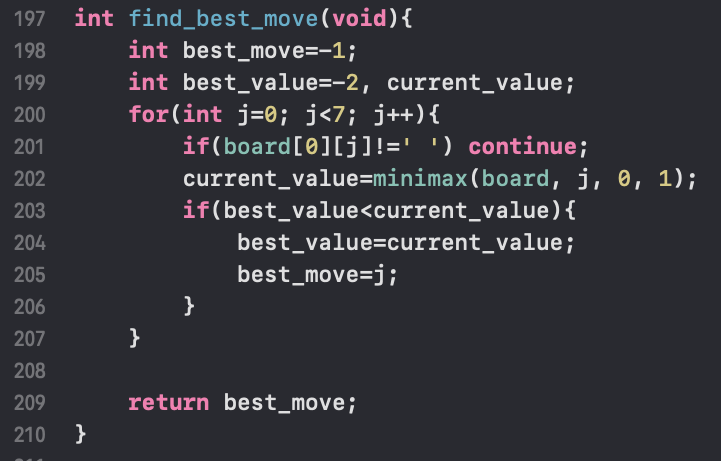 197 int find_best_move(void){
198     int best_move=-1;
199     int best_value=-2, current_value;
200     for(int j=0; j<7; j++){
201         if(board[0][j]!=' ') continue;
202         current_value=minimax(board, j, 0, 1);
203         if(best_value<current_value){
204             best_value=current_value;
205             best_move=j;
206         }
207     }
208
209     return best_move;
210 }